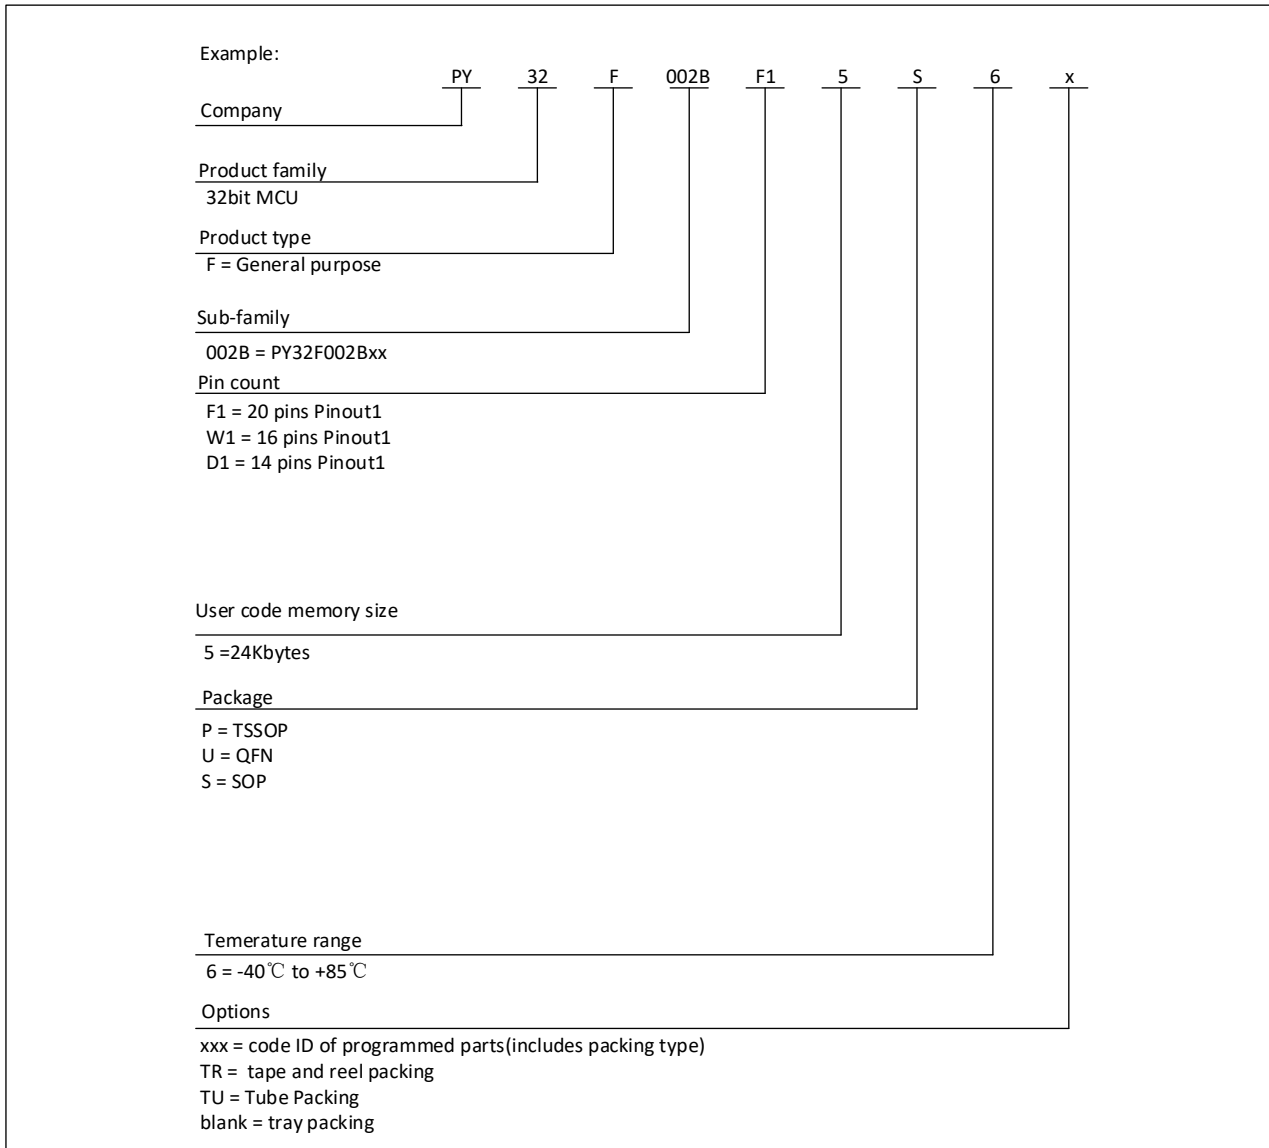 Example:
PY 32 F 002B F1 5 S 6 x
Company
Product family
32bit MCU
Product type
F = General purpose
Sub-family
002B = PY32F002Bxx
Pin count
F1 = 20 pins Pinout1
W1 = 16 pins Pinout1
D1 = 14 pins Pinout1
User code memory size
5 =24Kbytes
Package
P = TSSOP
U = QFN
S = SOP
Temerature range
6 = -40℃ to +85℃
Options
xxx = code ID of programmed parts(includes packing type)
TR = tape and reel packing
TU = Tube Packing
blank = tray packing